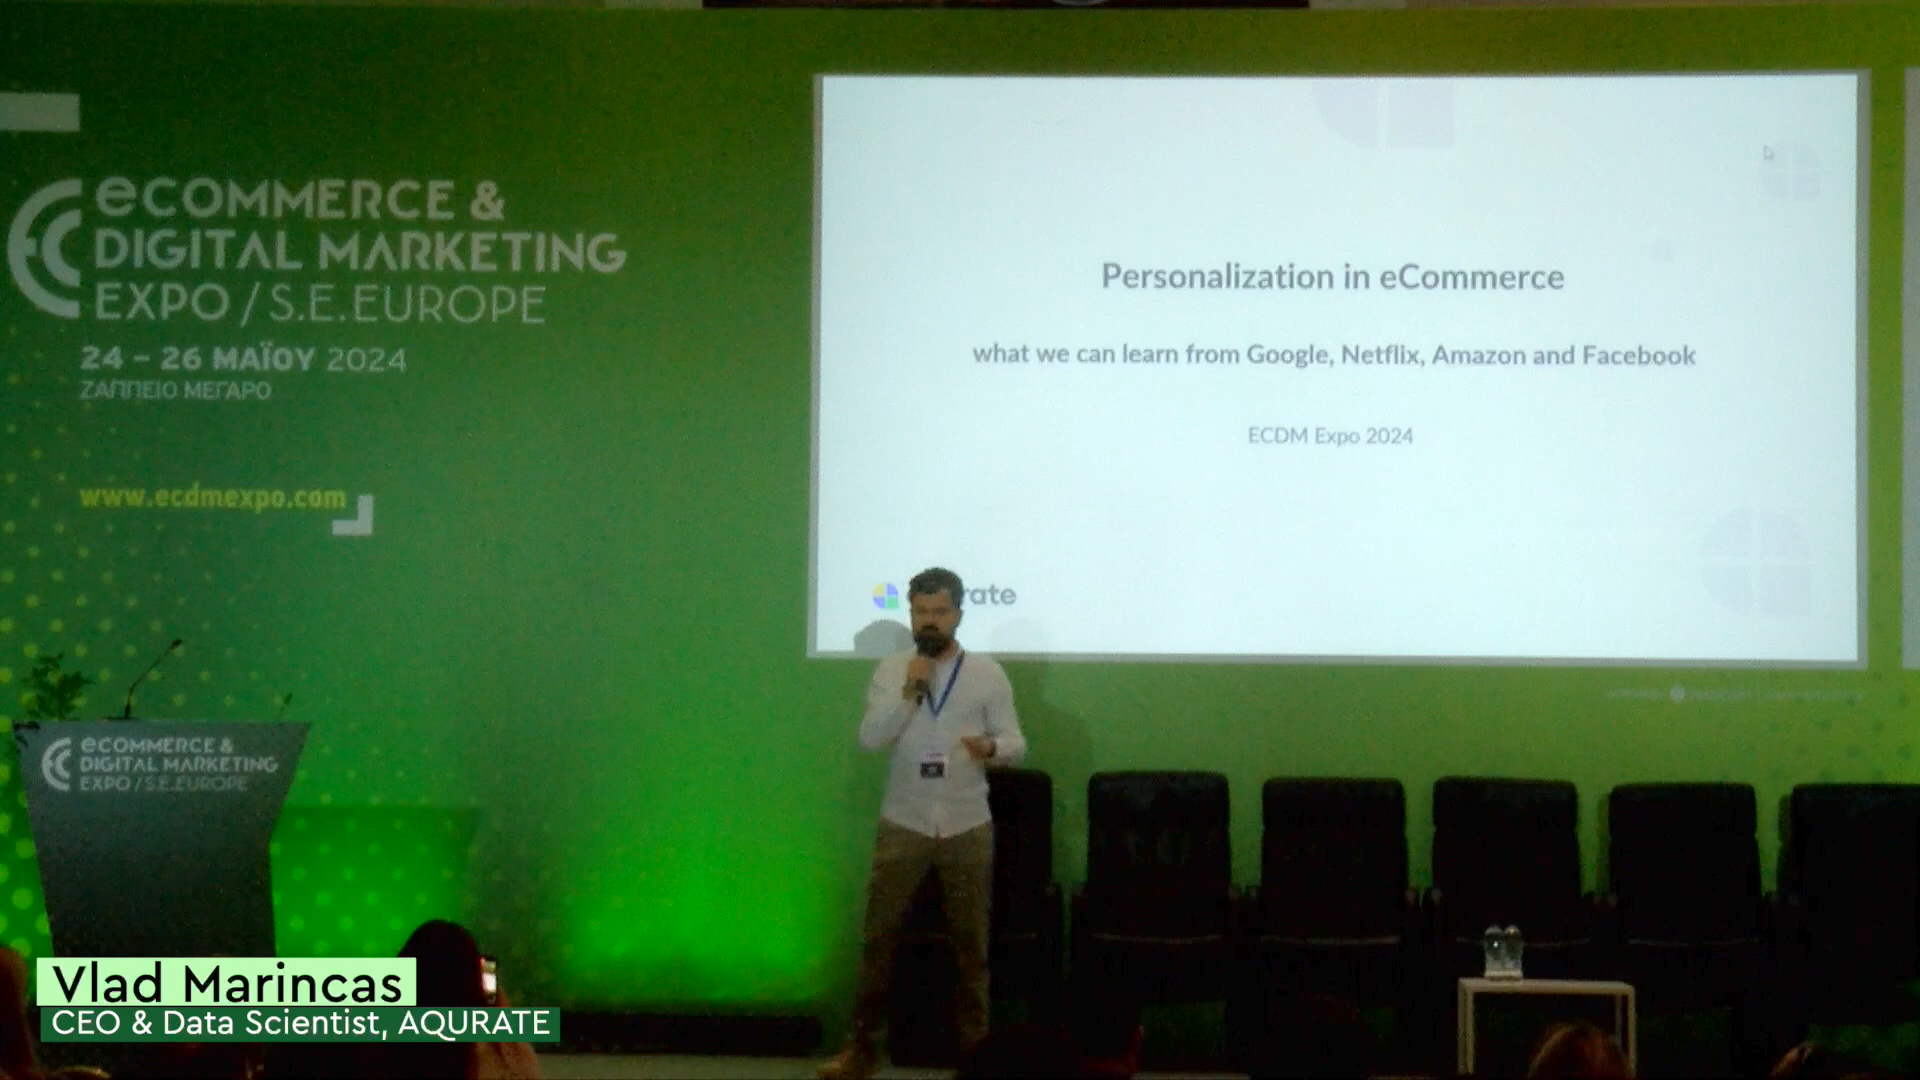 eCOMMERCE &
DIGITAL MARKETING
EXPO / S.E.EUROPE
24 – 26 ΜΑΪΟΥ 2024
ΖΑΠΠΕΙΟ ΜΕΓΑΡΟ
www.ecdmexpo.com
Personalization in eCommerce
what we can learn from Google, Netflix, Amazon and Facebook
ECDM Expo 2024
rate
eCOMMERCE &
DIGITAL MARKETING
EXPO / S.E.EUROPE
Vlad Marincas
CEO & Data Scientist, AQURATE